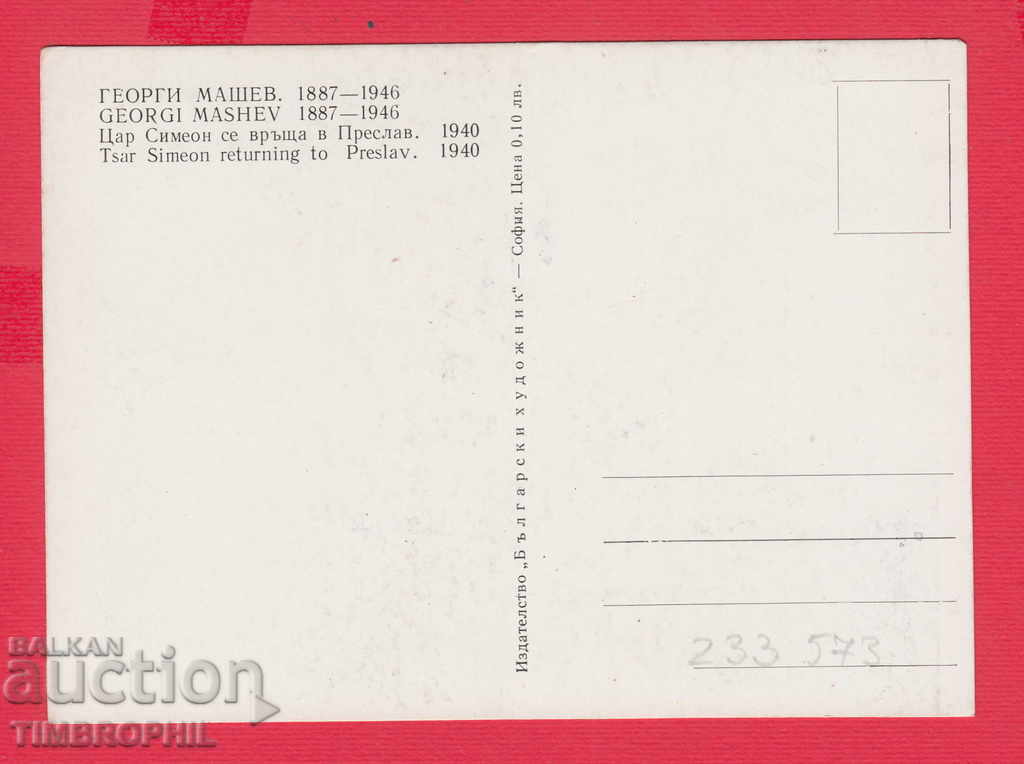 ГЕОРГИ МАШЕВ. 1887—1946
GEORGI MASHEV 1887—1946
Цар Симеон се връща в Преслав. 1940
Tsar Simeon returning to Preslav. 1940
Издателство „Български художник“ — София. Цена 0,10 лв.
233 573
BALKAN
auction
TIMBROPHIL